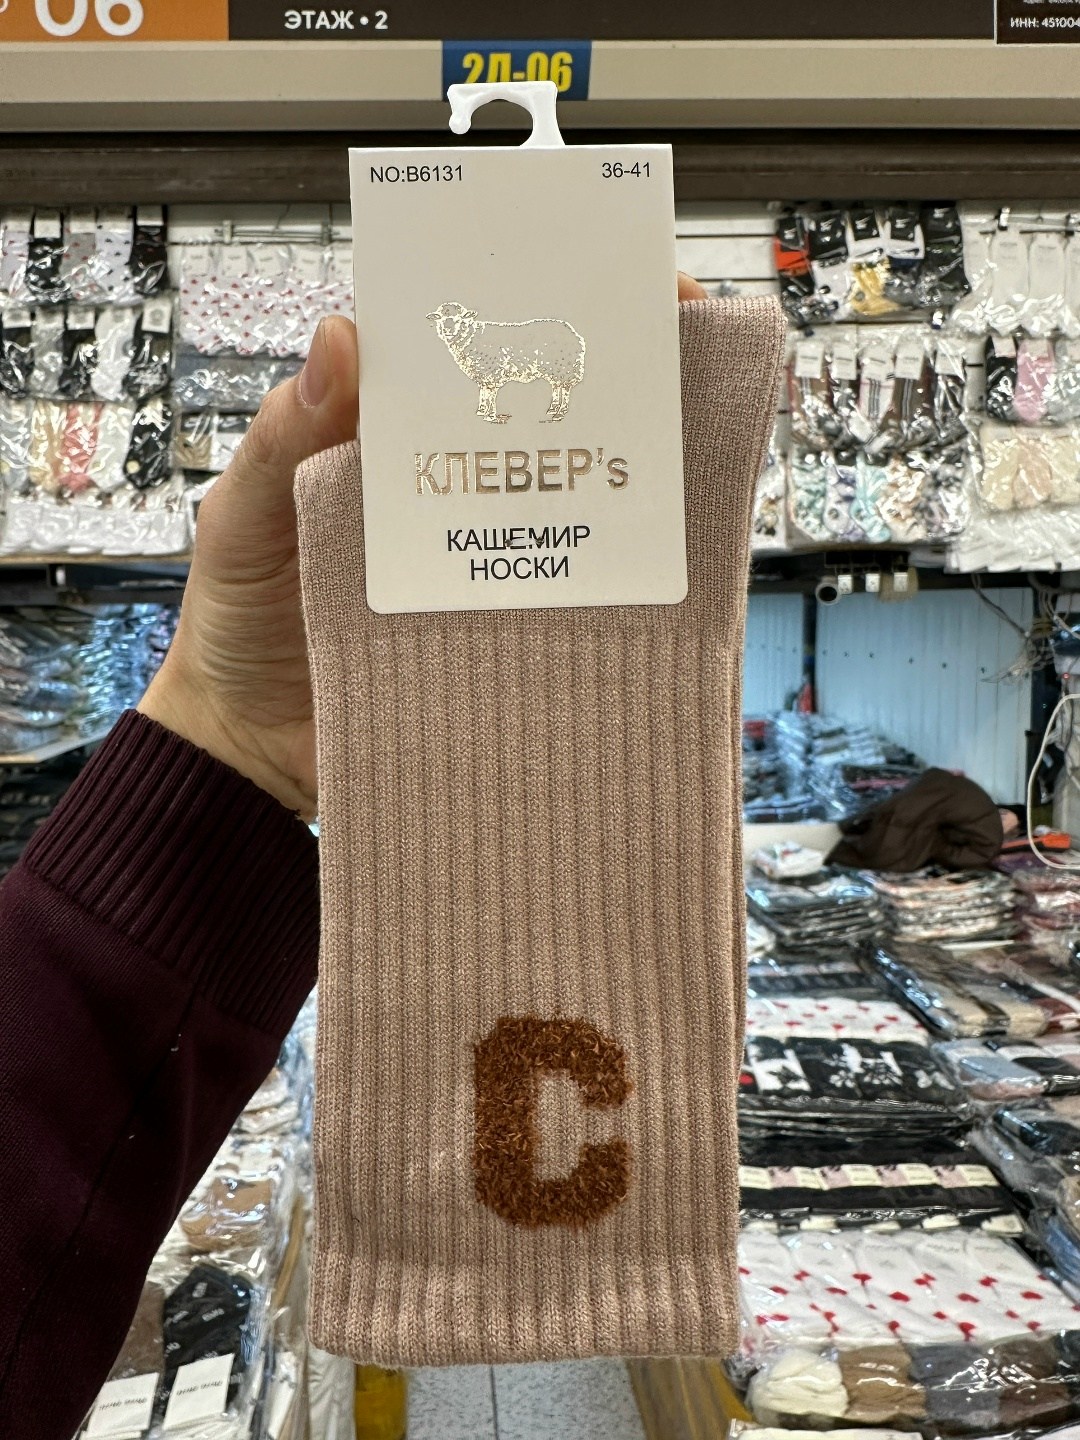 06
ЭТАЖ • 2
ИНН: 451004
2Д-06
NO:B6131
36-41
КЛЕВЕР’s
КАШЕМИР
НОСКИ
C